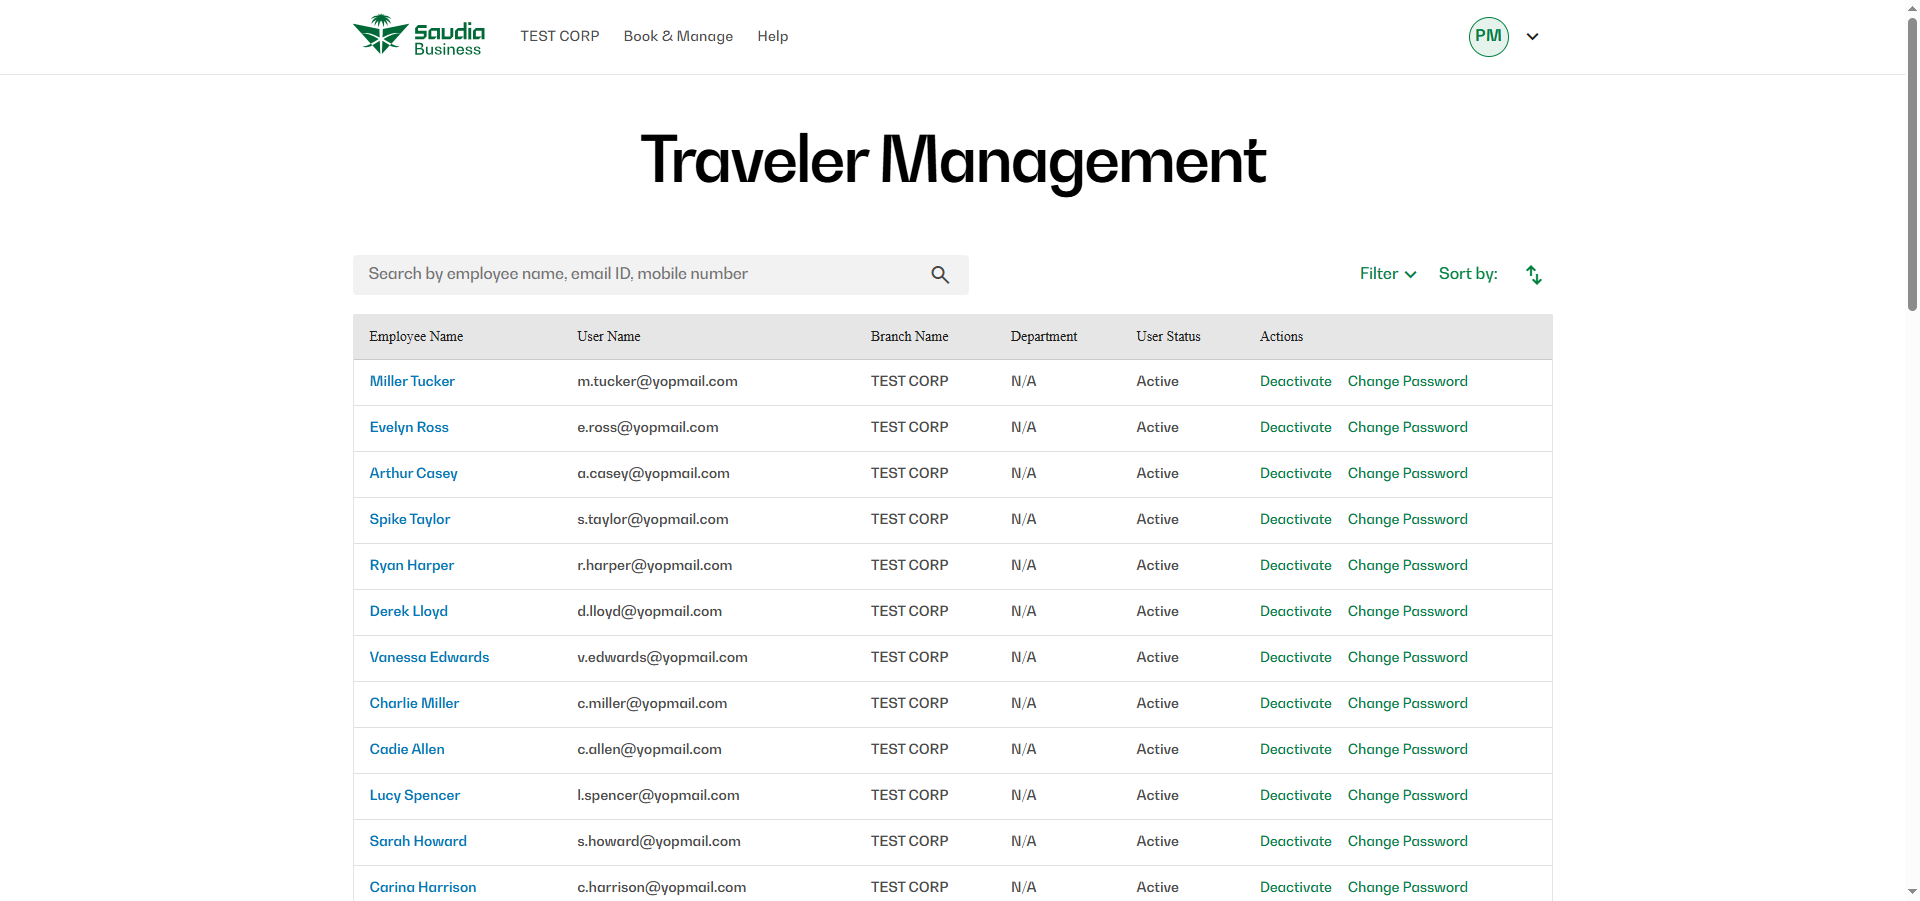 Saudia
Business
TEST CORP Book & Manage Help
PM
Traveler Management
Search by employee name, email ID, mobile number
Filter Sort by:
Employee Name User Name Branch Name Department User Status Actions
Miller Tucker m.tucker@yopmail.com TEST CORP N/A Active Deactivate Change Password
Evelyn Ross e.ross@yopmail.com TEST CORP N/A Active Deactivate Change Password
Arthur Casey a.casey@yopmail.com TEST CORP N/A Active Deactivate Change Password
Spike Taylor s.taylor@yopmail.com TEST CORP N/A Active Deactivate Change Password
Ryan Harper r.harper@yopmail.com TEST CORP N/A Active Deactivate Change Password
Derek Lloyd d.lloyd@yopmail.com TEST CORP N/A Active Deactivate Change Password
Vanessa Edwards v.edwards@yopmail.com TEST CORP N/A Active Deactivate Change Password
Charlie Miller c.miller@yopmail.com TEST CORP N/A Active Deactivate Change Password
Cadie Allen c.allen@yopmail.com TEST CORP N/A Active Deactivate Change Password
Lucy Spencer l.spencer@yopmail.com TEST CORP N/A Active Deactivate Change Password
Sarah Howard s.howard@yopmail.com TEST CORP N/A Active Deactivate Change Password
Carina Harrison c.harrison@yopmail.com TEST CORP N/A Active Deactivate Change Password